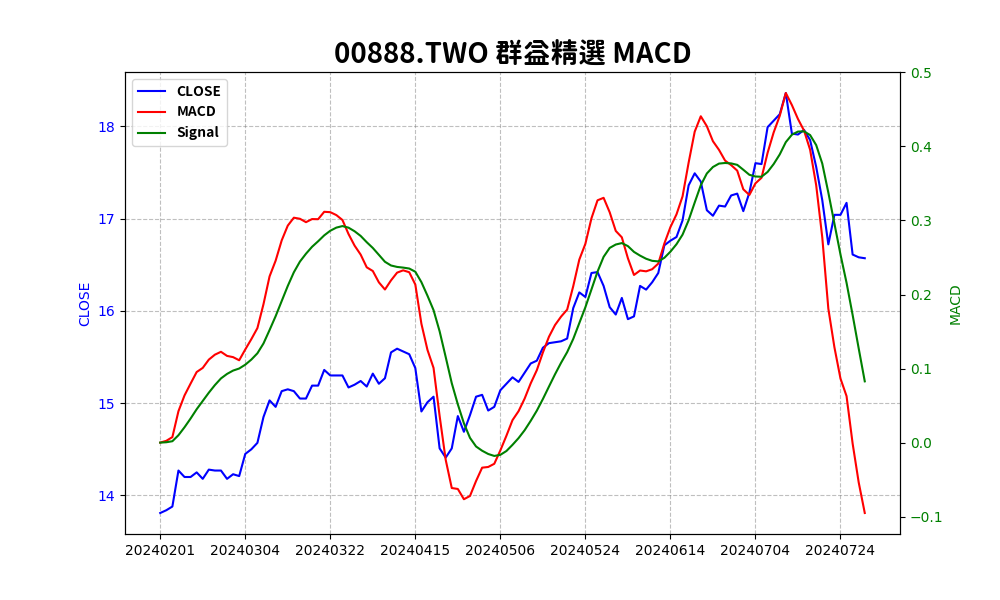 00888.TWO 群益精選 MACD
CLOSE
MACD
Signal
CLOSE
18
17
16
15
14
MACD
0.5
0.4
0.3
0.2
0.1
0.0
−0.1
20240201 20240304 20240322 20240415 20240506 20240524 20240614 20240704 20240724